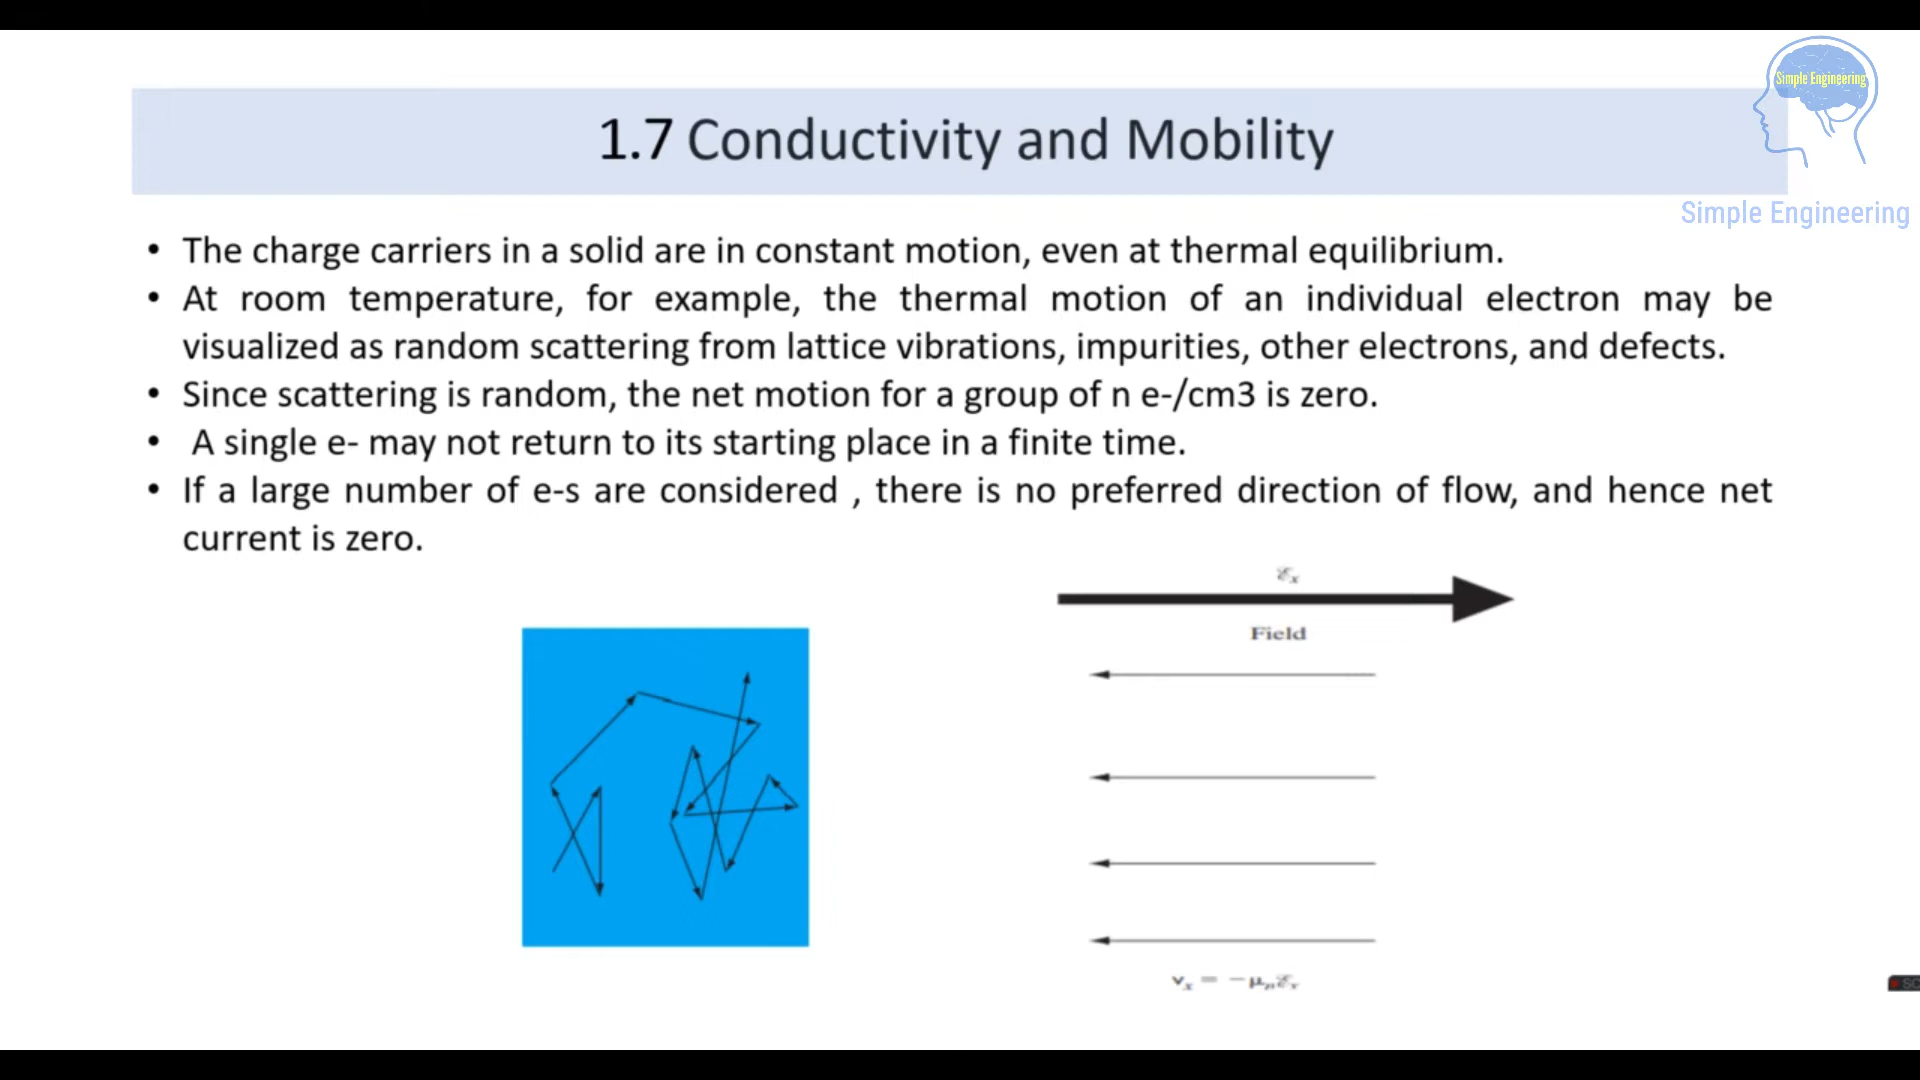 Simple Engineering
1.7 Conductivity and Mobility
Simple Engineering
• The charge carriers in a solid are in constant motion, even at thermal equilibrium.
• At room temperature, for example, the thermal motion of an individual electron may be
visualized as random scattering from lattice vibrations, impurities, other electrons, and defects.
• Since scattering is random, the net motion for a group of n e-/cm3 is zero.
• A single e- may not return to its starting place in a finite time.
• If a large number of e-s are considered , there is no preferred direction of flow, and hence net
current is zero.
ℰₓ
Field
vₓ = −μₙℰₓ